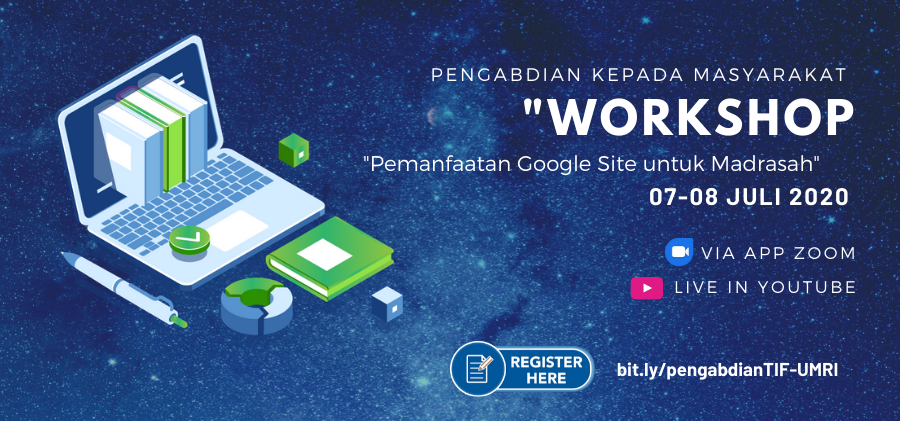 PENGABDIAN KEPADA MASYARAKAT
"WORKSHOP
"Pemanfaatan Google Site untuk Madrasah"
07-08 JULI 2020
VIA APP ZOOM
LIVE IN YOUTUBE
REGISTER
HERE
bit.ly/pengabdianTIF-UMRI